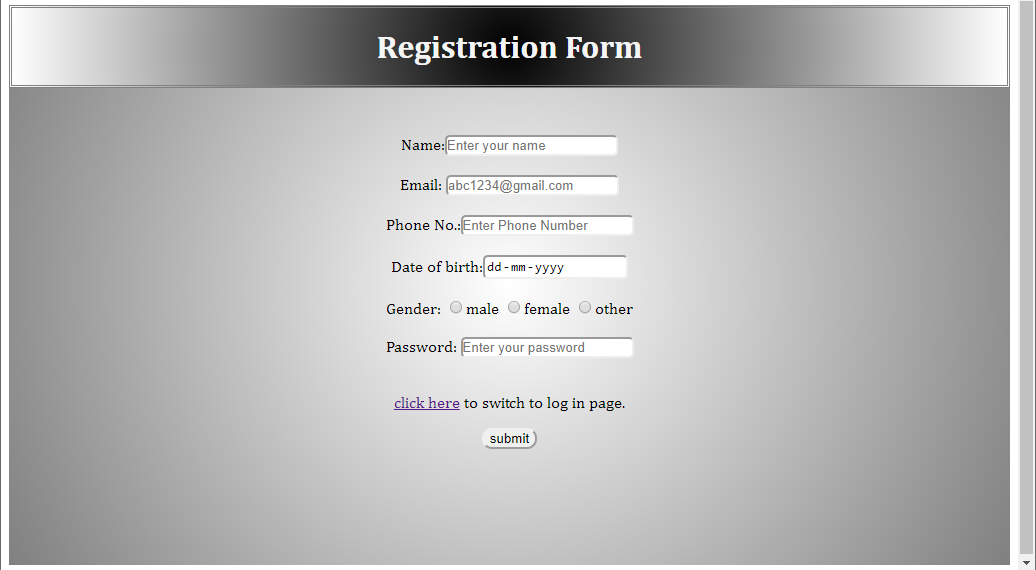 Registration Form
Name:Enter your name
Email: abc1234@gmail.com
Phone No.:Enter Phone Number
Date of birth:dd-mm-yyyy
Gender: male female other
Password: Enter your password
click here to switch to log in page.
submit